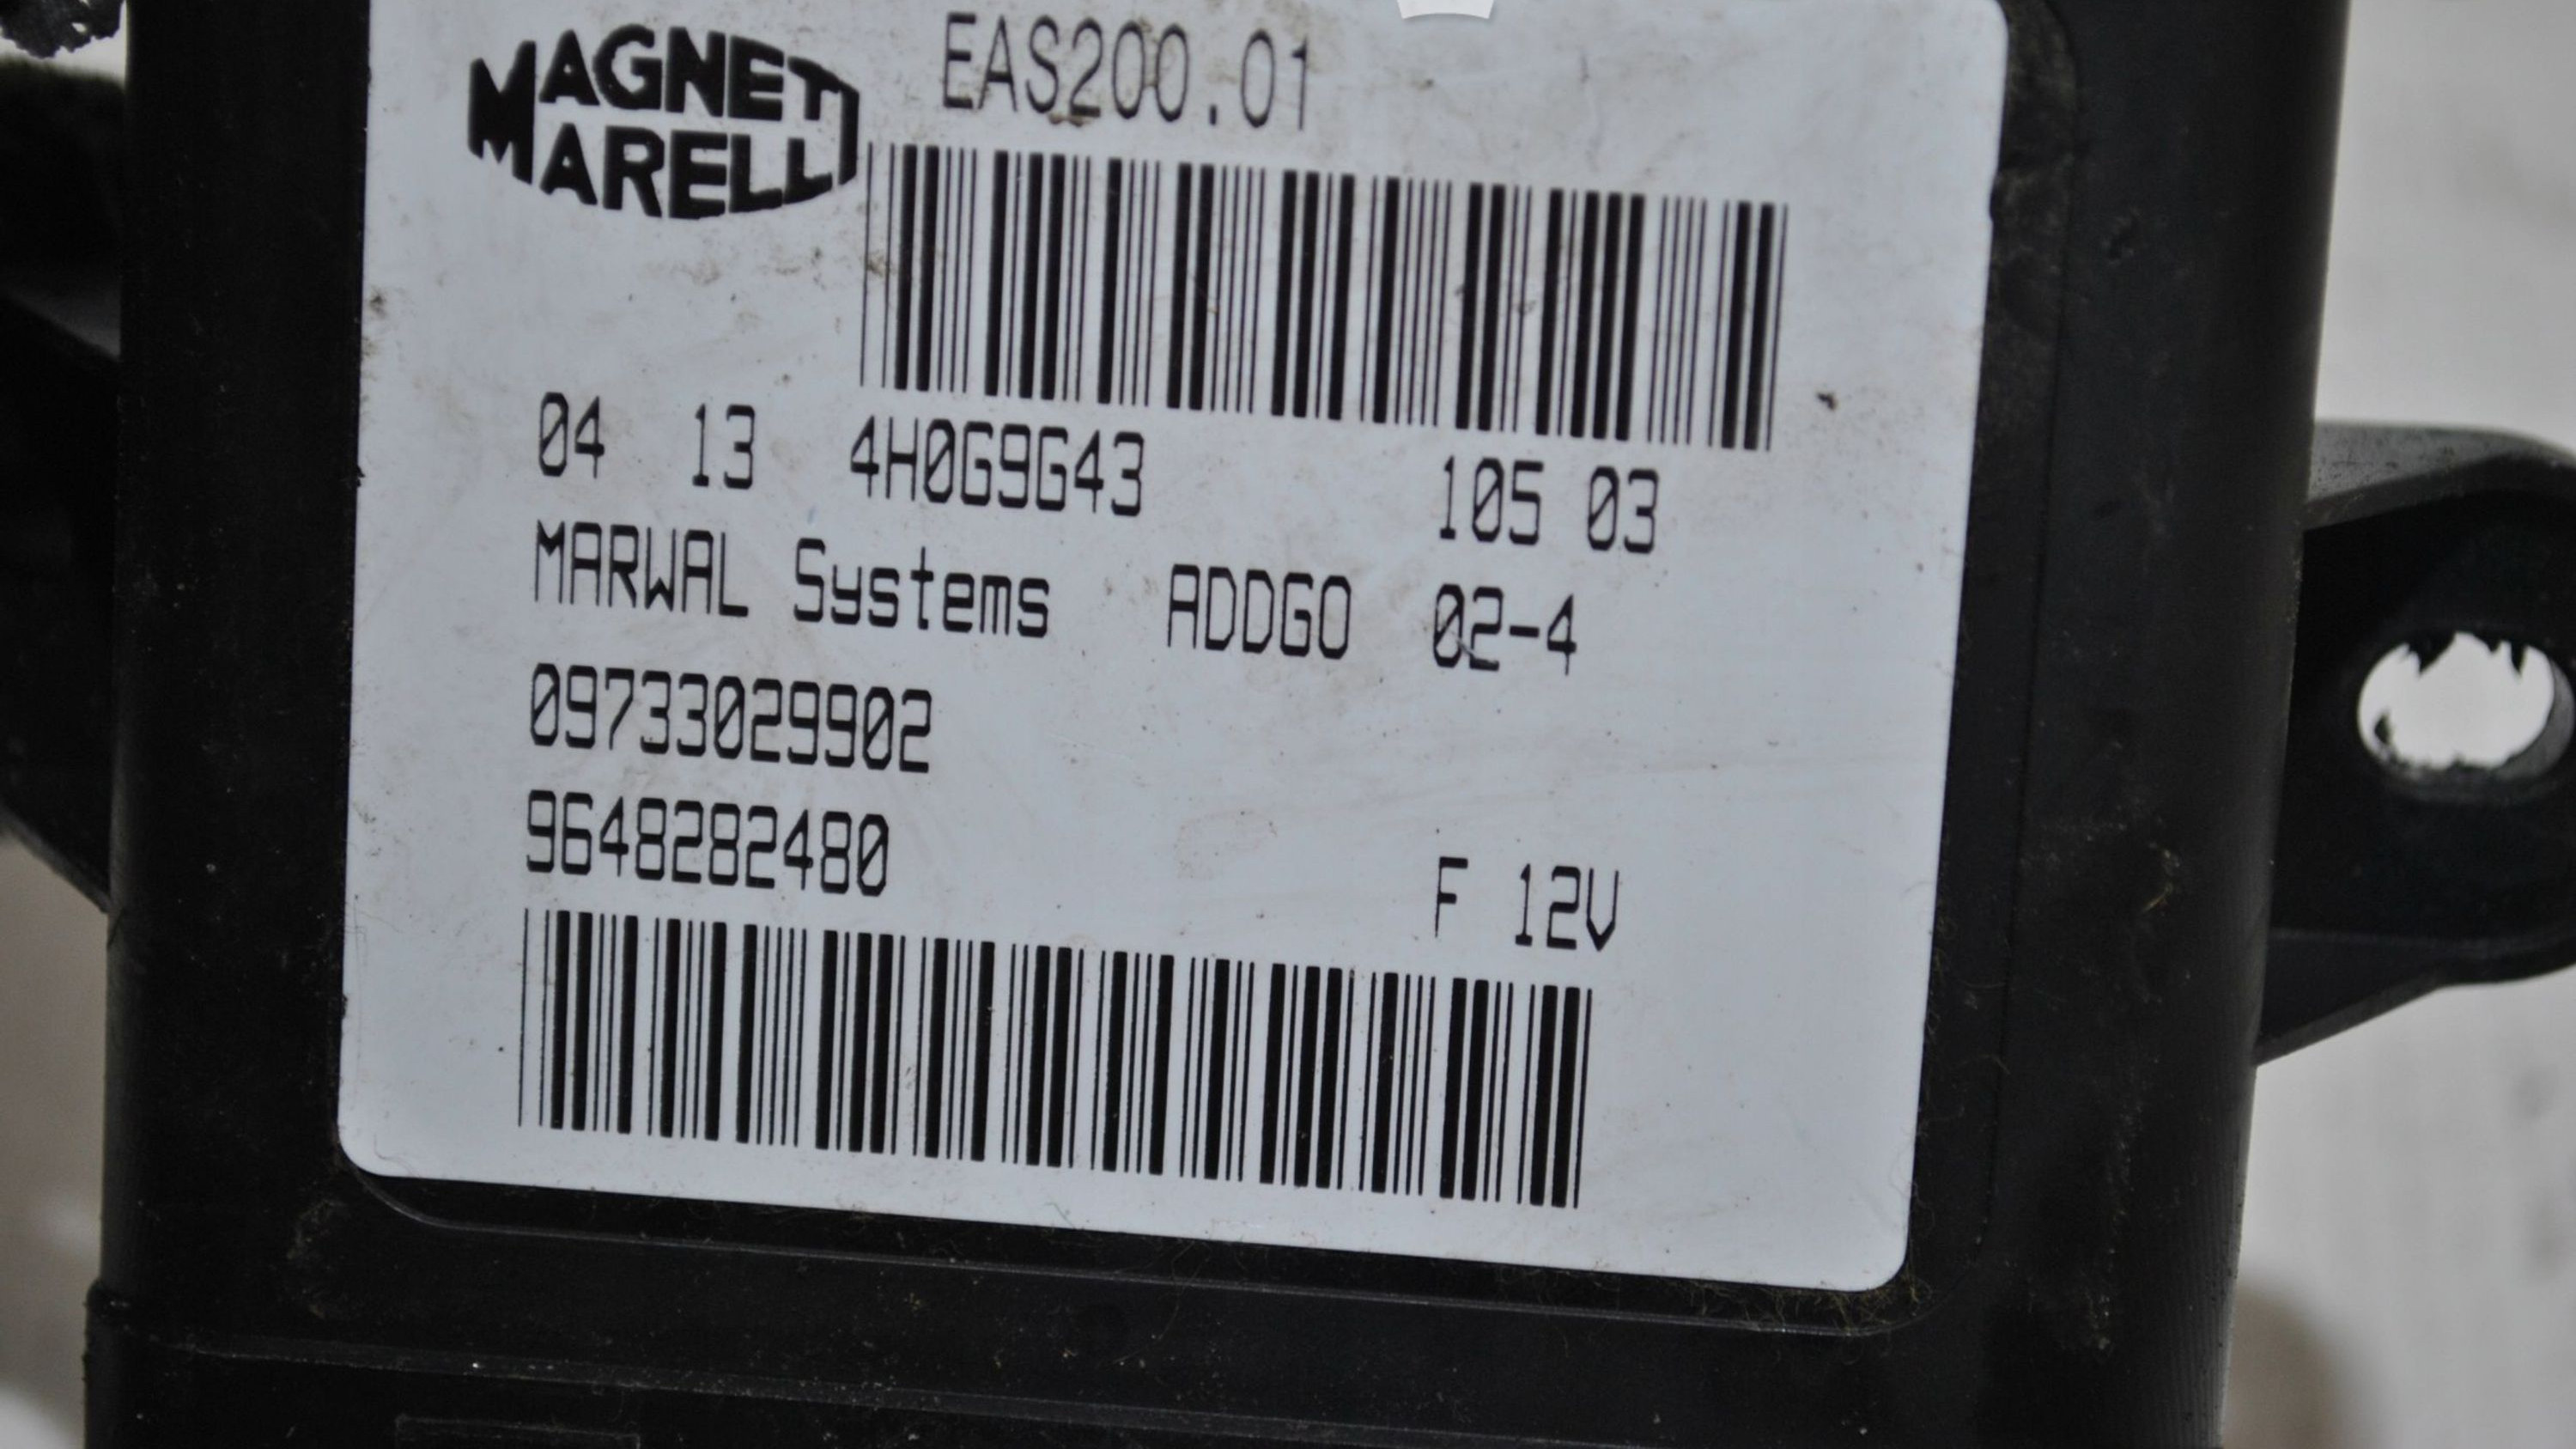 MAGNETI EAS200.01
MARELLI
04 13 4H0G9G43 105 03
MARWAL Systems ADDGO 02-4
09733029902
9648282480
F 12V